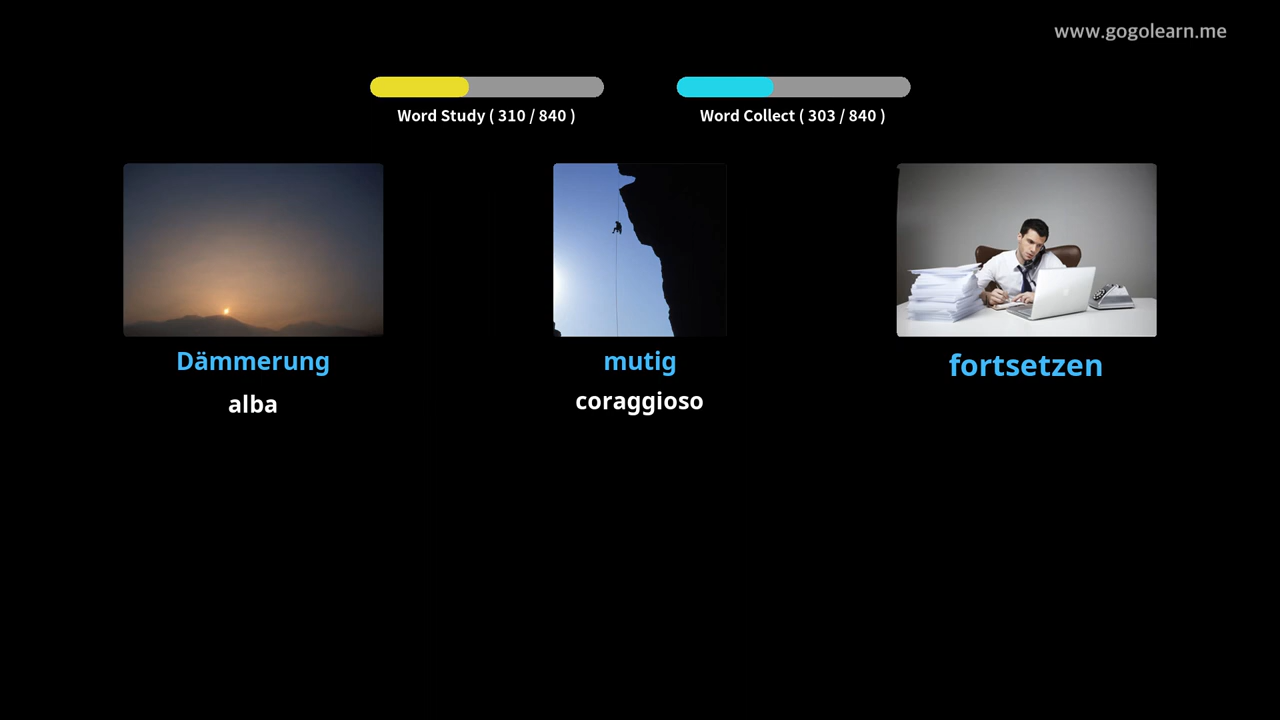 www.gogolearn.me
Word Study ( 310 / 840 )
Word Collect ( 303 / 840 )
Dämmerung
mutig
fortsetzen
alba
coraggioso